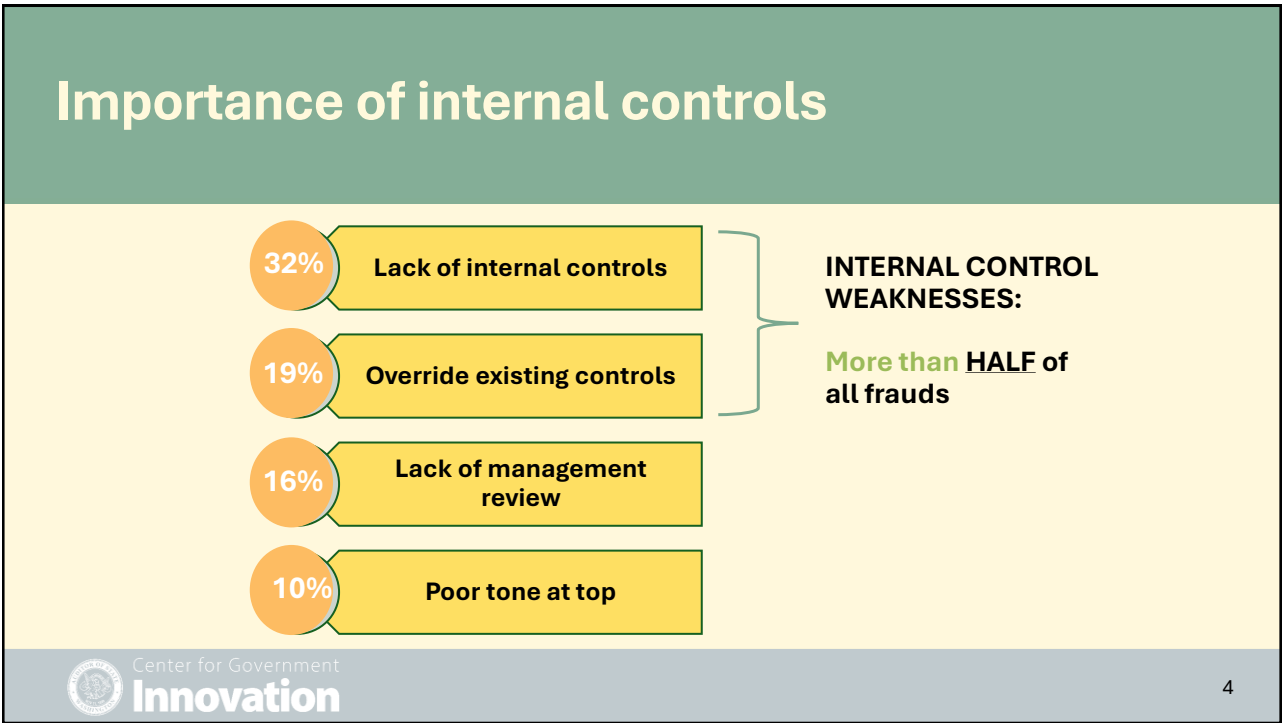 Importance of internal controls
32%
Lack of internal controls
19%
Override existing controls
16%
Lack of management
review
10%
Poor tone at top
INTERNAL CONTROL
WEAKNESSES:
More than HALF of
all frauds
Center for Government
Innovation
4